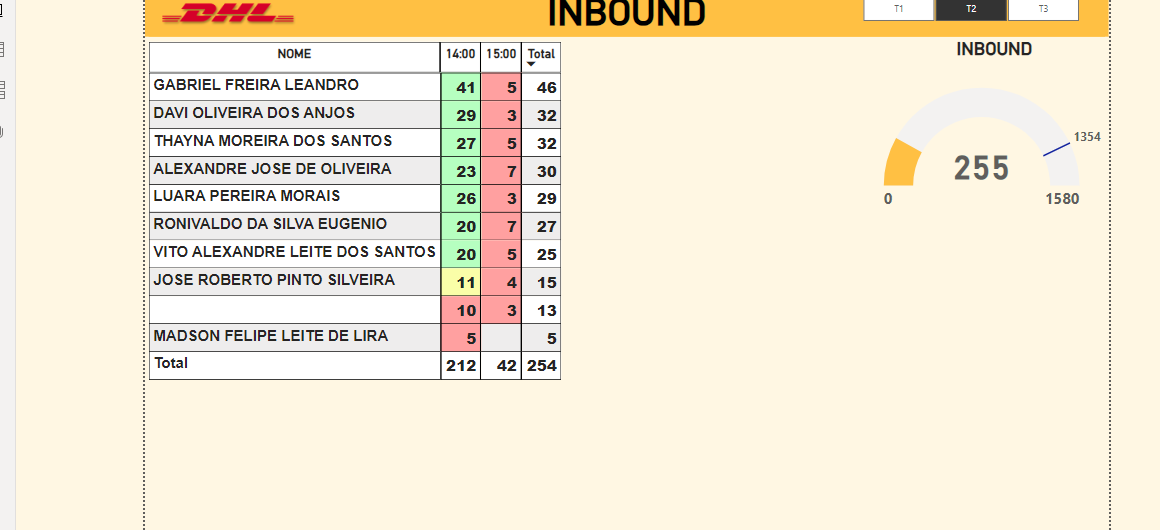 DHL INBOUND T1 T2 T3
NOME 14:00 15:00 Total
GABRIEL FREIRA LEANDRO 41 5 46
DAVI OLIVEIRA DOS ANJOS 29 3 32
THAYNA MOREIRA DOS SANTOS 27 5 32
ALEXANDRE JOSE DE OLIVEIRA 23 7 30
LUARA PEREIRA MORAIS 26 3 29
RONIVALDO DA SILVA EUGENIO 20 7 27
VITO ALEXANDRE LEITE DOS SANTOS 20 5 25
JOSE ROBERTO PINTO SILVEIRA 11 4 15
10 3 13
MADSON FELIPE LEITE DE LIRA 5 5
Total 212 42 254
INBOUND
1354
255
0 1580